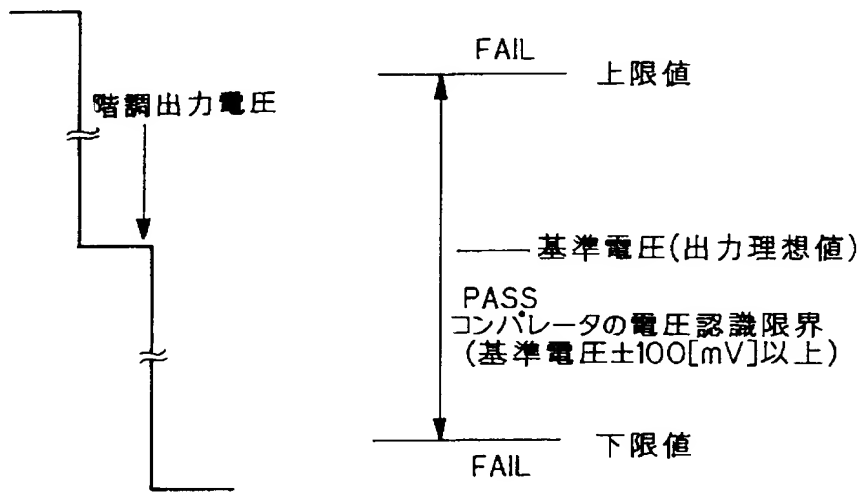 FAIL
上限値
階調出力電圧
基準電圧(出力理想値)
PASS
コンパレータの電圧認識限界
(基準電圧±100[mV]以上)
下限値
FAIL